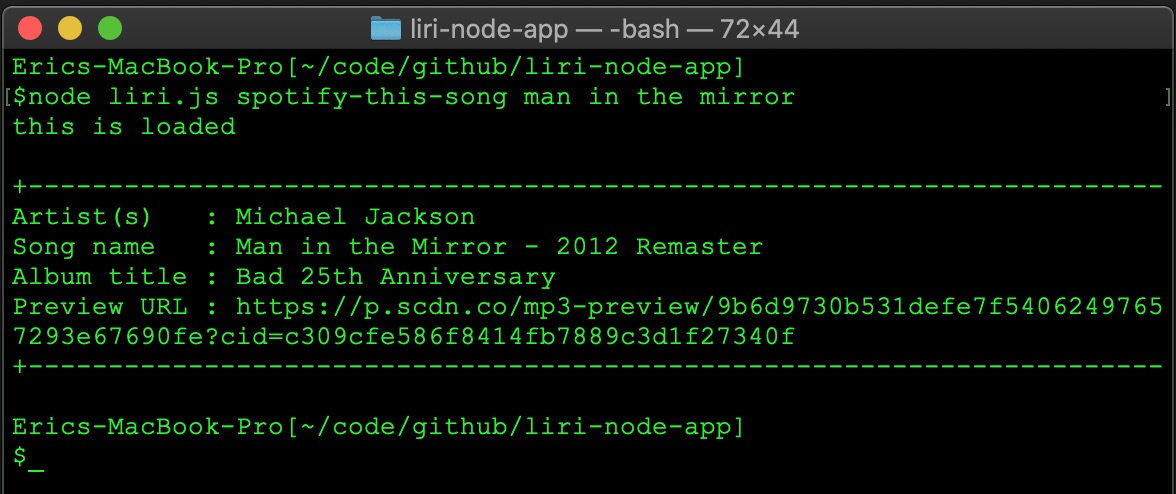 liri-node-app — -bash — 72×44
Erics-MacBook-Pro[~/code/github/liri-node-app]
[$node liri.js spotify-this-song man in the mirror ]
this is loaded
+-----------------------------------------------------------------------
Artist(s)   : Michael Jackson
Song name   : Man in the Mirror - 2012 Remaster
Album title : Bad 25th Anniversary
Preview URL : https://p.scdn.co/mp3-preview/9b6d9730b531defe7f5406249765
7293e67690fe?cid=c309cfe586f8414fb7889c3d1f27340f
+-----------------------------------------------------------------------
Erics-MacBook-Pro[~/code/github/liri-node-app]
$_